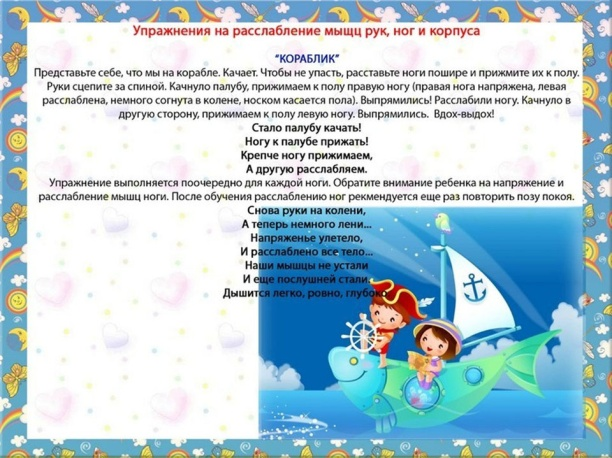 Упражнения на расслабление мыщц рук, ног и корпуса
“КОРАБЛИК”
Представьте себе, что мы на корабле. Качает. Чтобы не упасть, расставьте ноги пошире и прижмите их к полу.
Руки сцепите за спиной. Качнуло палубу, прижимаем к полу правую ногу (правая нога напряжена, левая
расслаблена, немного согнута в колене, носком касается пола). Выпрямились! Расслабили ногу. Качнуло в
другую сторону, прижимаем к полу левую ногу. Выпрямились. Вдох-выдох!
Стало палубу качать!
Ногу к палубе прижать!
Крепче ногу прижимаем,
А другую расслабляем.
Упражнение выполняется поочередно для каждой ноги. Обратите внимание ребенка на напряжение и
расслабление мышц ноги. После обучения расслаблению ног рекмендуется еще раз повторить позу покоя.
Снова руки на колени,
А теперь немного лени...
Напряженье улетело,
И расслаблено все тело...
Наши мышцы не устали
И еще послушней стали.
Дышится легко, ровно, глубоко.